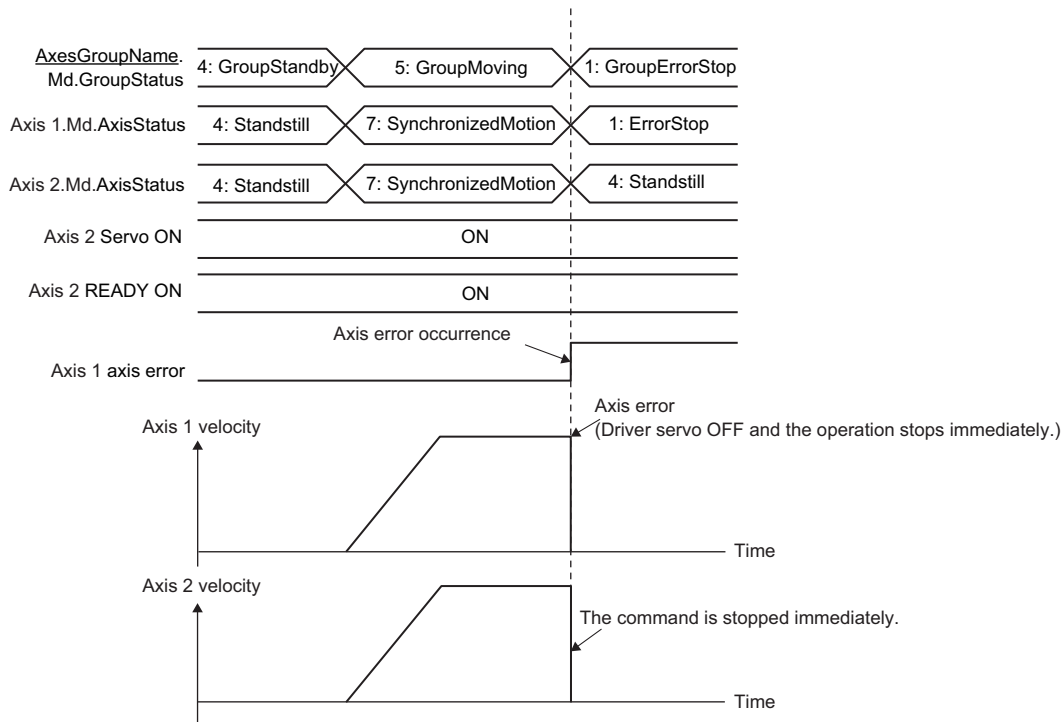 AxesGroupName.
Md.GroupStatus
4: GroupStandby
5: GroupMoving
1: GroupErrorStop
Axis 1.Md.AxisStatus
4: Standstill
7: SynchronizedMotion
1: ErrorStop
Axis 2.Md.AxisStatus
4: Standstill
7: SynchronizedMotion
4: Standstill
Axis 2 Servo ON
ON
Axis 2 READY ON
ON
Axis error occurrence
Axis 1 axis error
Axis error
(Driver servo OFF and the operation stops immediately.)
Axis 1 velocity
Time
Axis 2 velocity
The command is stopped immediately.
Time